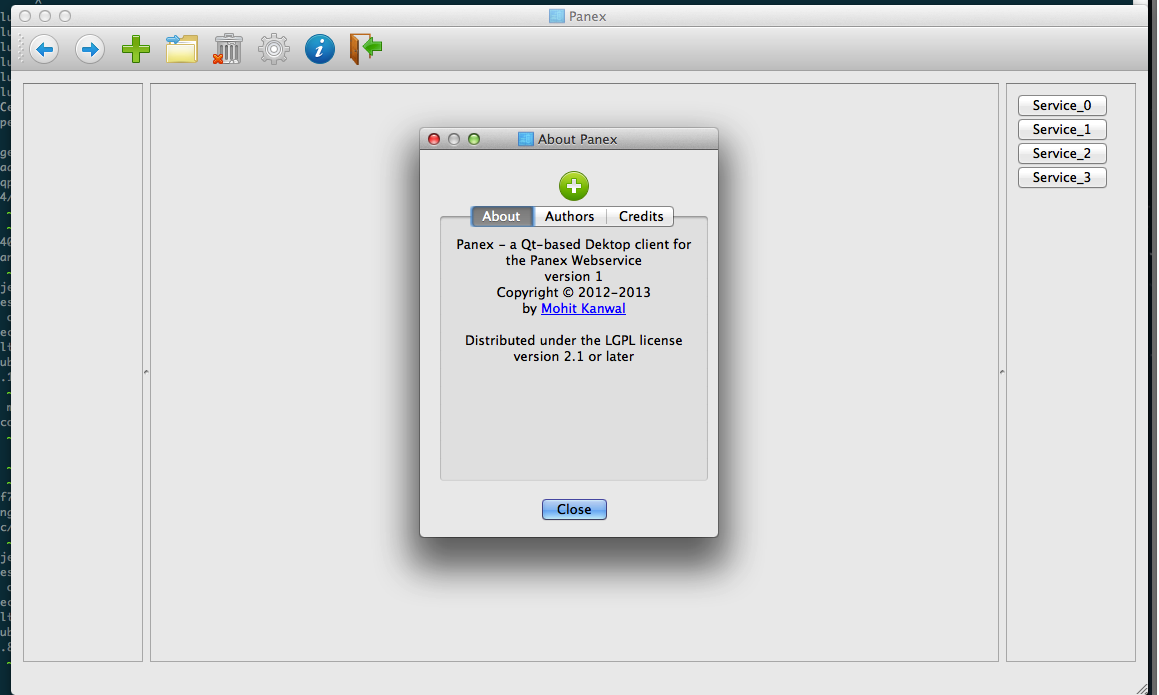 Panex
Service_0
Service_1
Service_2
Service_3
About Panex
About Authors Credits
Panex – a Qt-based Dektop client for
the Panex Webservice
version 1
Copyright © 2012-2013
by Mohit Kanwal
Distributed under the LGPL license
version 2.1 or later
Close